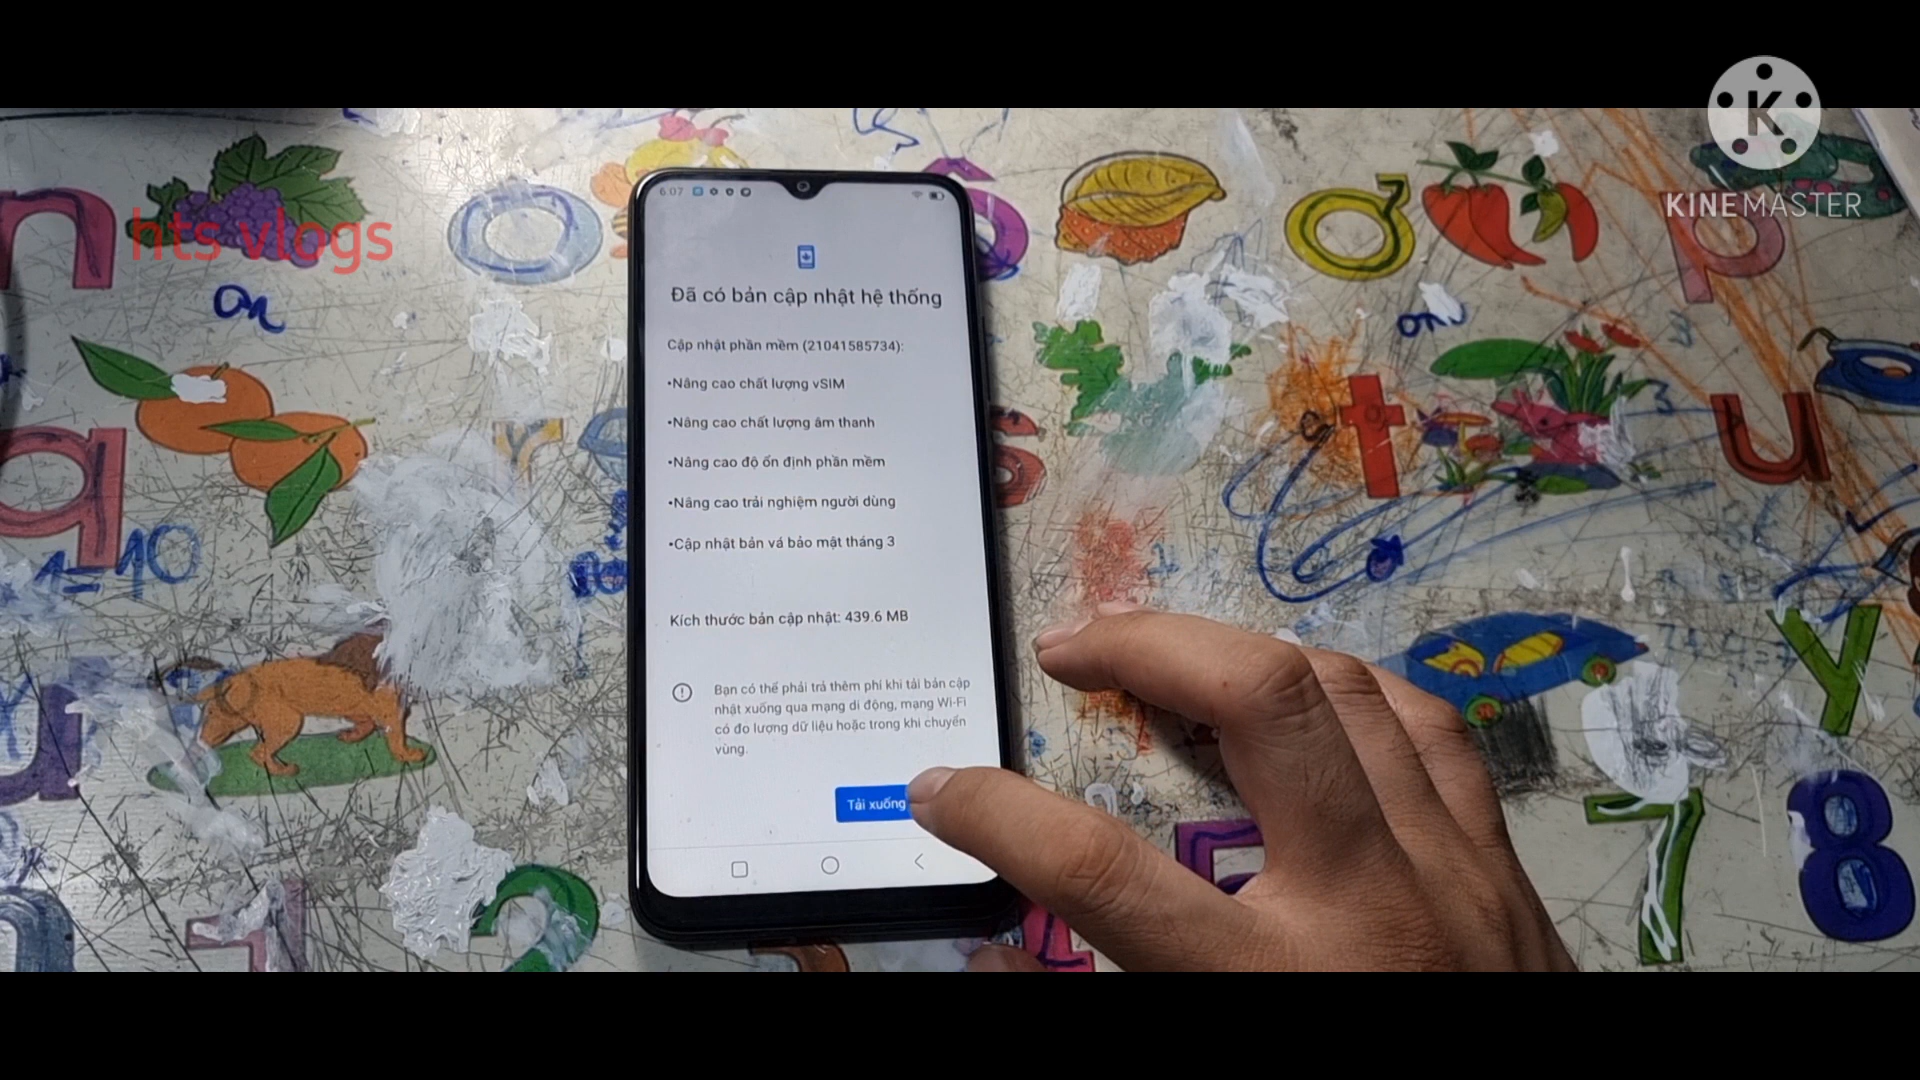 KINEMASTER
hts vlogs
6:07
Đã có bản cập nhật hệ thống
Cập nhật phần mềm (21041585734):
•Nâng cao chất lượng vSIM
•Nâng cao chất lượng âm thanh
•Nâng cao độ ổn định phần mềm
•Nâng cao trải nghiệm người dùng
•Cập nhật bản vá bảo mật tháng 3
Kích thước bản cập nhật: 439.6 MB
Bạn có thể phải trả thêm phí khi tải bản cập
nhật xuống qua mạng di động, mạng Wi-Fi
có đo lượng dữ liệu hoặc trong khi chuyển
vùng.
Tải xuống
n o ơ p
q r s t u
y
1 2 7 8